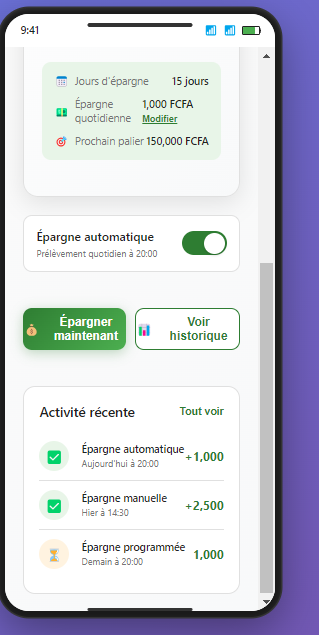 9:41
Jours d'épargne 15 jours
Épargne 1,000 FCFA
quotidienne Modifier
Prochain palier 150,000 FCFA
Épargne automatique
Prélèvement quotidien à 20:00
Épargner
maintenant
Voir
historique
Activité récente Tout voir
Épargne automatique +1,000
Aujourd'hui à 20:00
Épargne manuelle +2,500
Hier à 14:30
Épargne programmée 1,000
Demain à 20:00